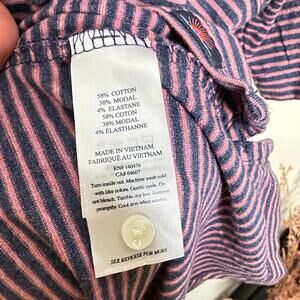 58% COTTON
38% MODAL
4% ELASTANE
58% COTON
38% MODAL
4% ÉLASTHANNE
MADE IN VIETNAM
FABRIQUÉ AU VIETNAM
RN# 140476
CA# 64607
Turn inside out. Machine wash cold
with like colors. Gentle cycle. Do
not bleach. Tumble dry low. Remove
promptly. Cool iron when needed.
SEE REVERSE FOR MORE